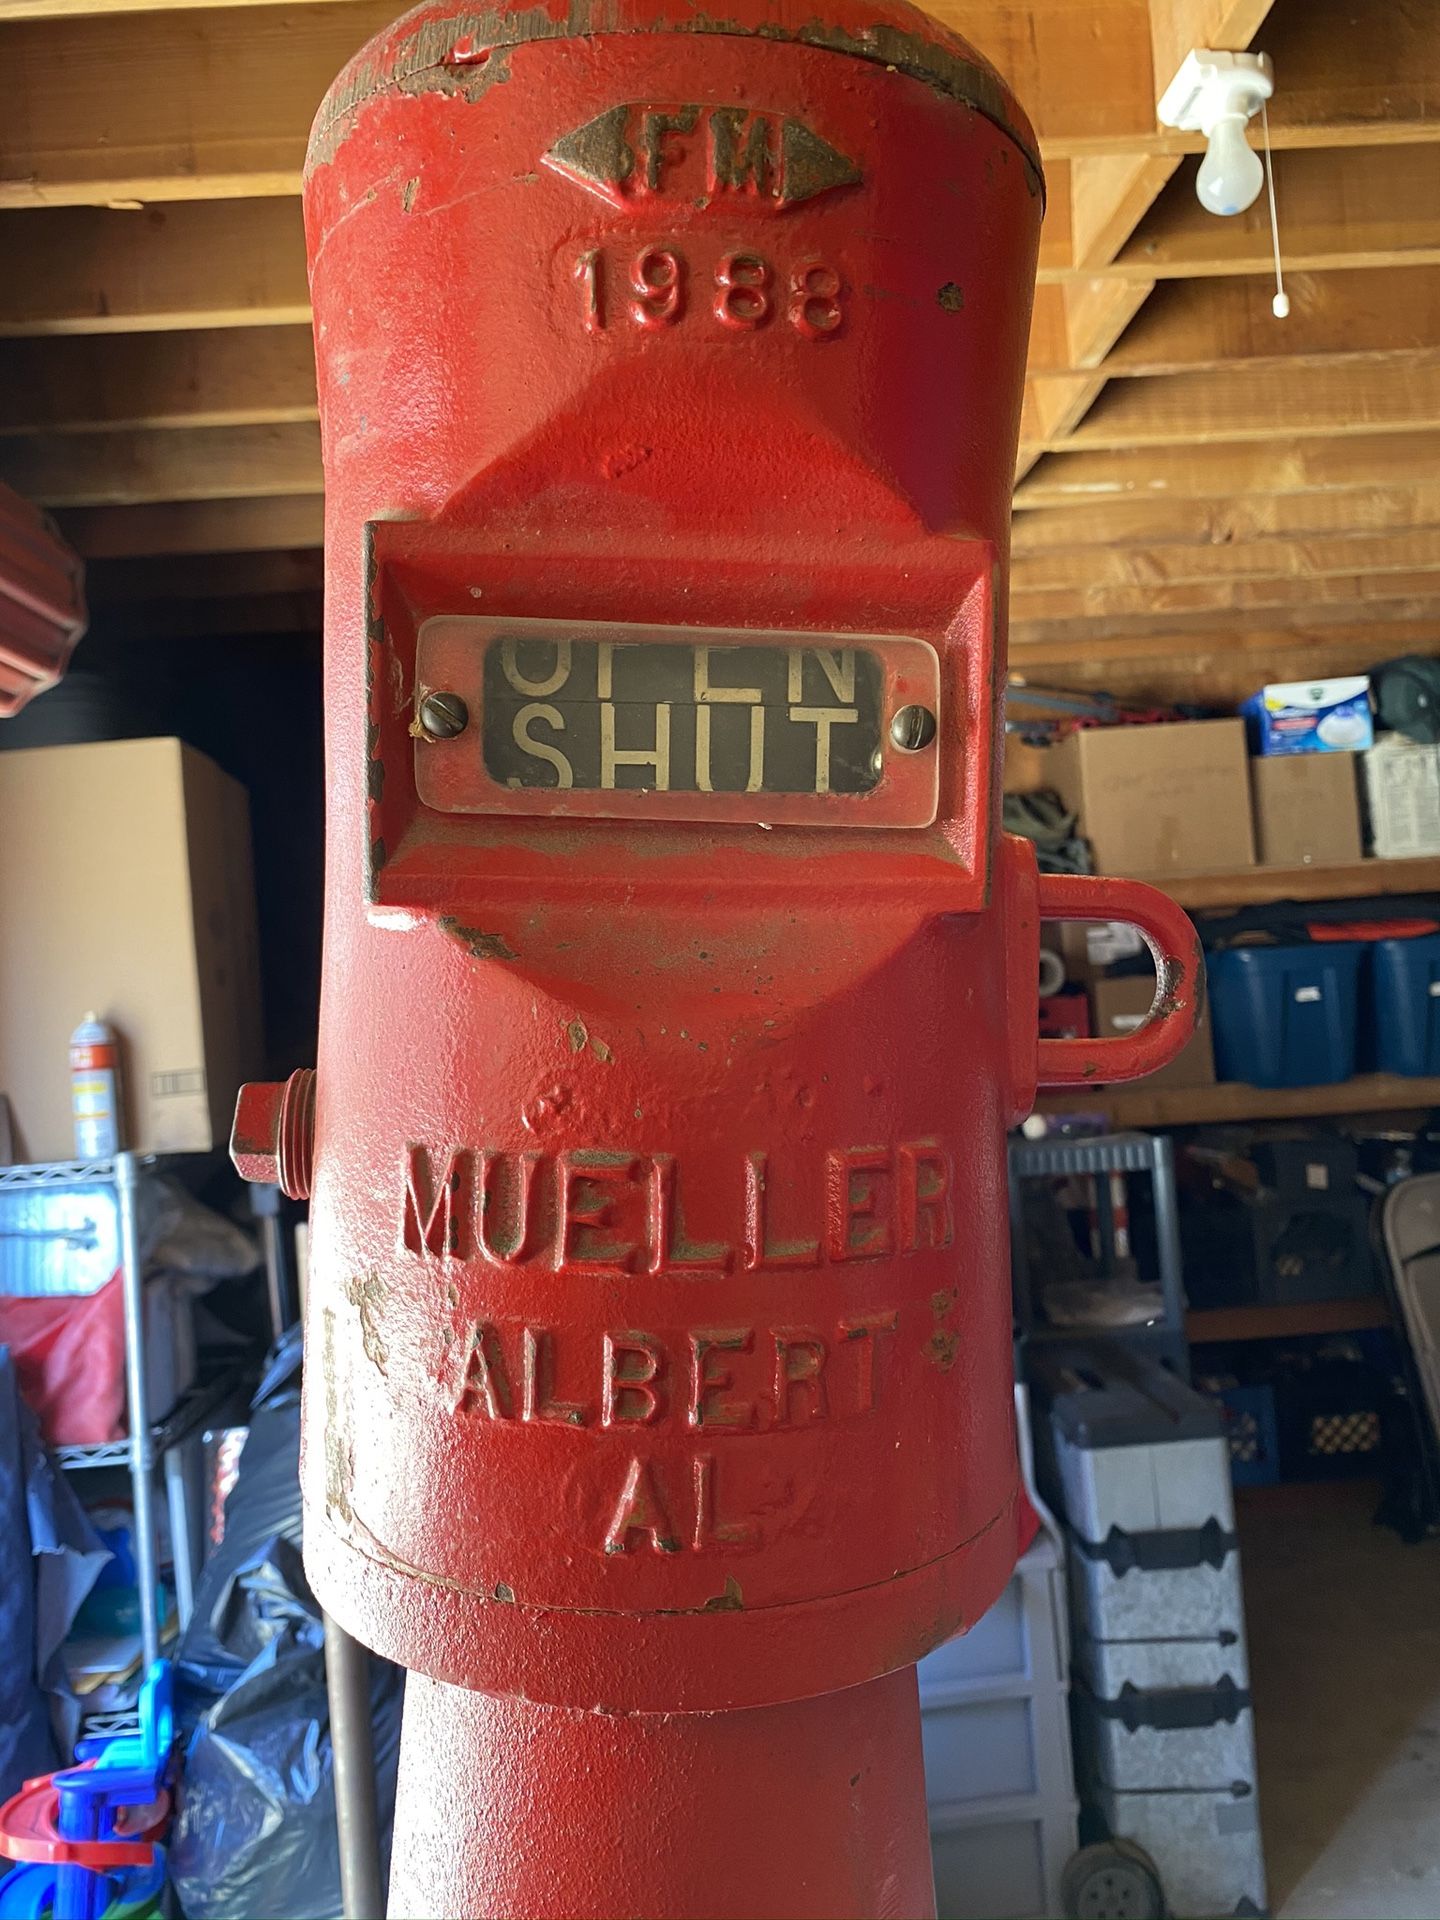 FM
1988
OPEN
SHUT
MUELLER
ALBERT
AL